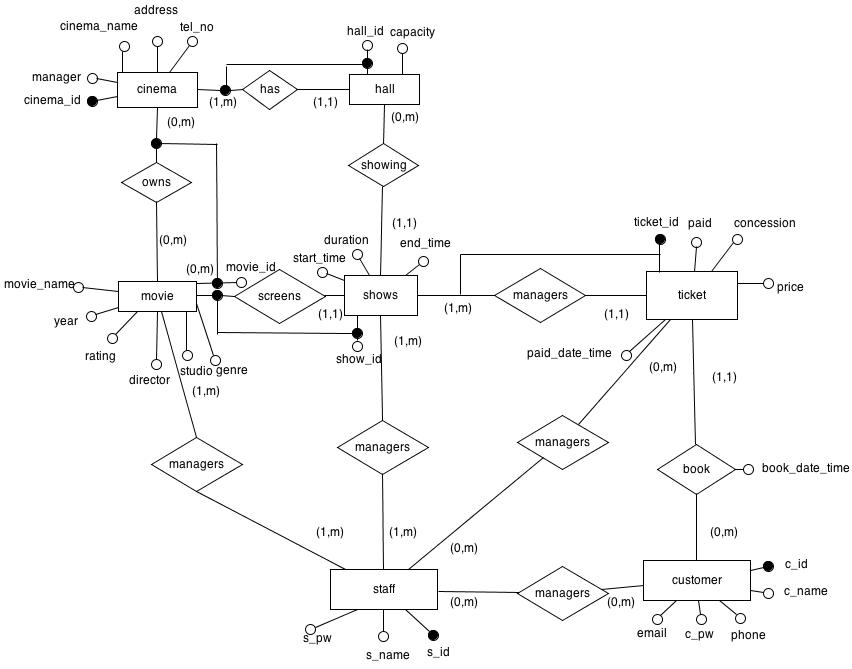 address
cinema_name
tel_no
hall_id
capacity
manager
cinema
has
hall
cinema_id
(1,m)
(1,1)
(0,m)
(0,m)
showing
owns
(1,1)
ticket_id
paid
concession
duration
(0,m)
end_time
start_time
(0,m)
movie_id
movie_name
movie
screens
shows
managers
ticket
price
(1,1)
(1,m)
(1,1)
year
rating
show_id
(1,m)
paid_date_time
director
studio
genre
(0,m)
(1,1)
(1,m)
managers
managers
managers
book
book_date_time
(1,m)
(1,m)
(0,m)
(0,m)
staff
managers
customer
c_id
c_name
(0,m)
(0,m)
s_pw
s_name
s_id
email
c_pw
phone